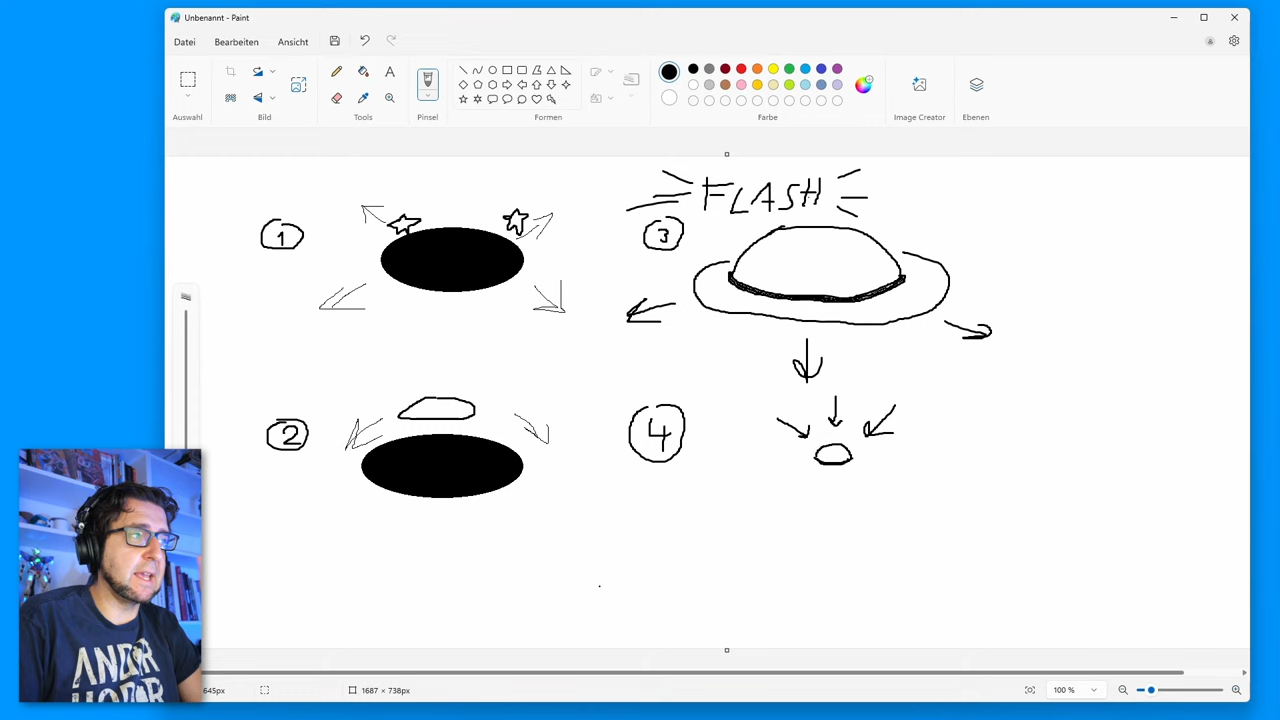 Unbenannt - Paint
Datei Bearbeiten Ansicht
Auswahl Bild Tools Pinsel Formen Farbe Image Creator Ebenen
FLASH
1
3
2
4
645px 1687 × 738px 100 %